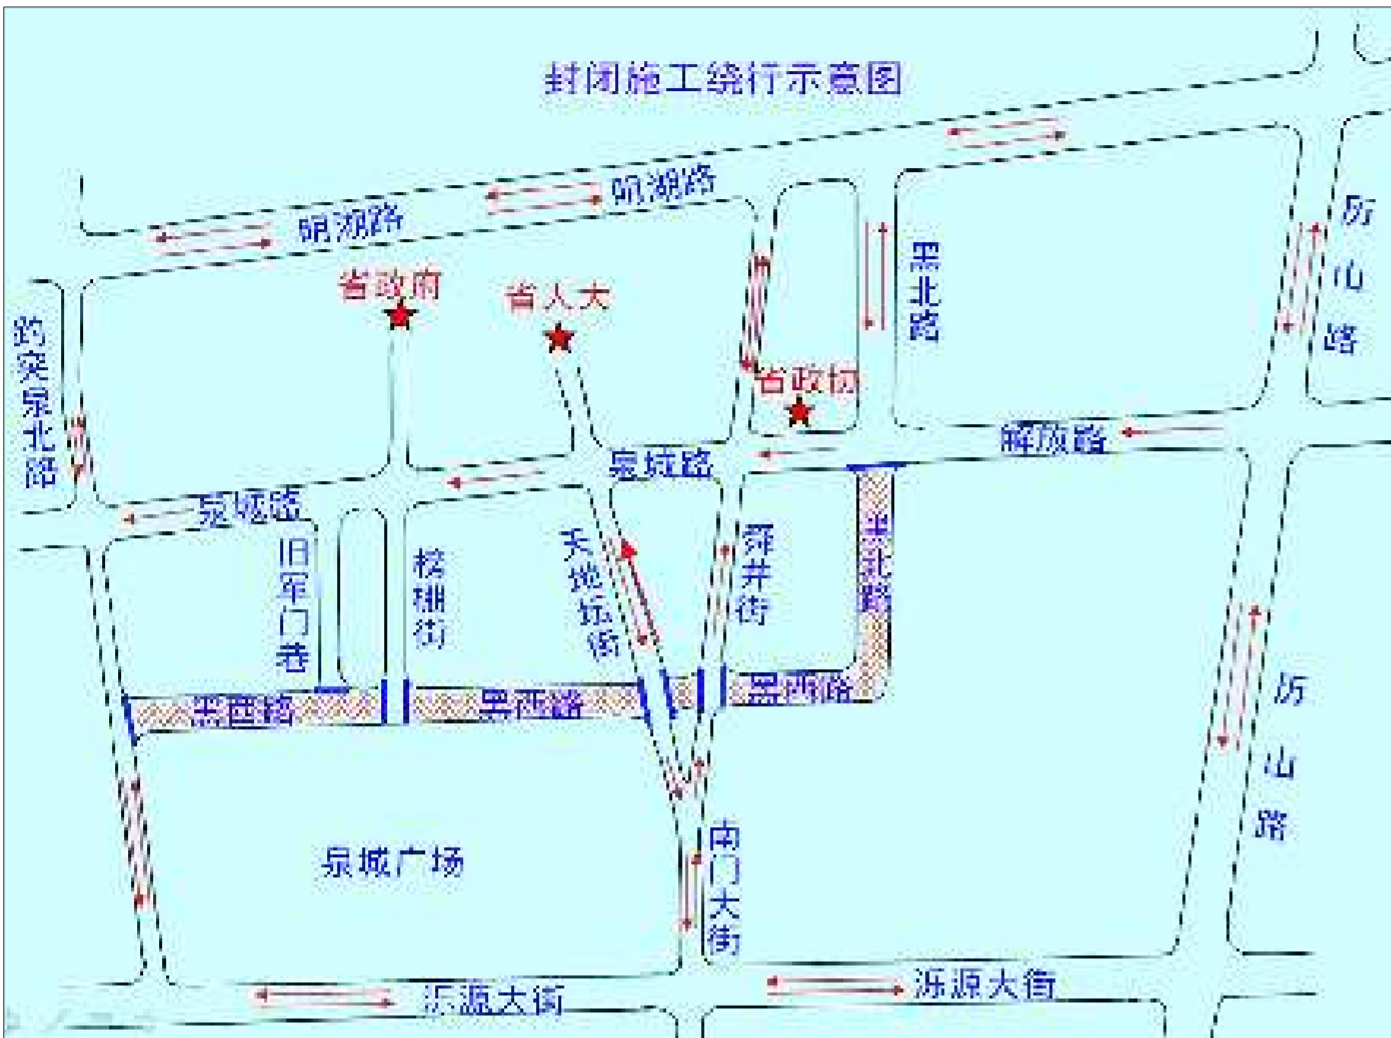 封闭施工绕行示意图
明湖路
明湖路
历山路
黑北路
省政府
省人大
趵突泉北路
省政协
解放路
泉城路
泉城路
旧军门巷
榜棚街
天地坛街
舜井街
黑北路
黑西路
黑西路
黑西路
历山路
泉城广场
南门大街
泺源大街
泺源大街